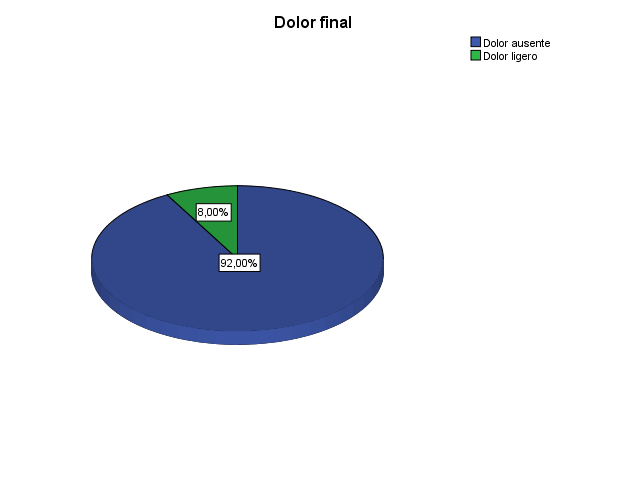 Dolor final
Dolor ausente
Dolor ligero
8,00%
92,00%